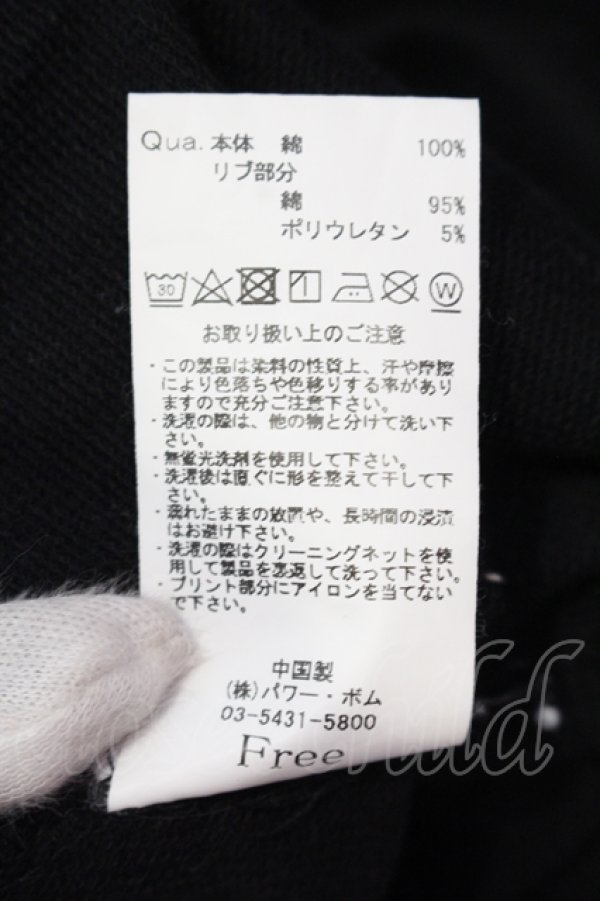 Qua. 本体 綿 100%
リブ部分
綿 95%
ポリウレタン 5%
30 W
お取り扱い上のご注意
・この製品は染料の性質上、汗や摩擦
により色落ちや色移りする事があり
ますので充分ご注意下さい。
・洗濯の際は、他の物と分けて洗い下
さい。
・無蛍光洗剤を使用して下さい。
・洗濯後は直ぐに形を整えて干して下
さい。
・濡れたままの放置や、長時間の浸漬
はお避け下さい。
・洗濯の際はクリーニングネットを使
用して製品を裏返して洗って下さい。
・プリント部分にアイロンを当てない
で下さい。
中国製
(株)パワー・ボム
03-5431-5800
Free